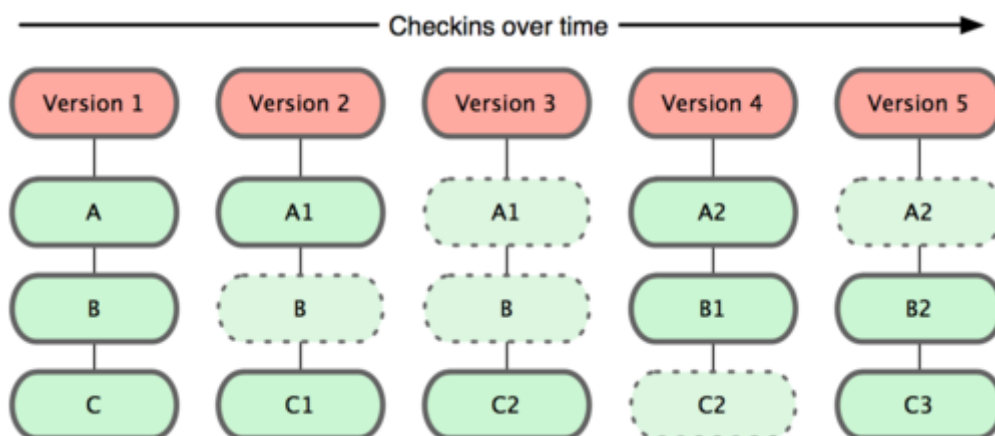 Checkins over time
Version 1 Version 2 Version 3 Version 4 Version 5
A A1 A1 A2 A2
B B B B1 B2
C C1 C2 C2 C3